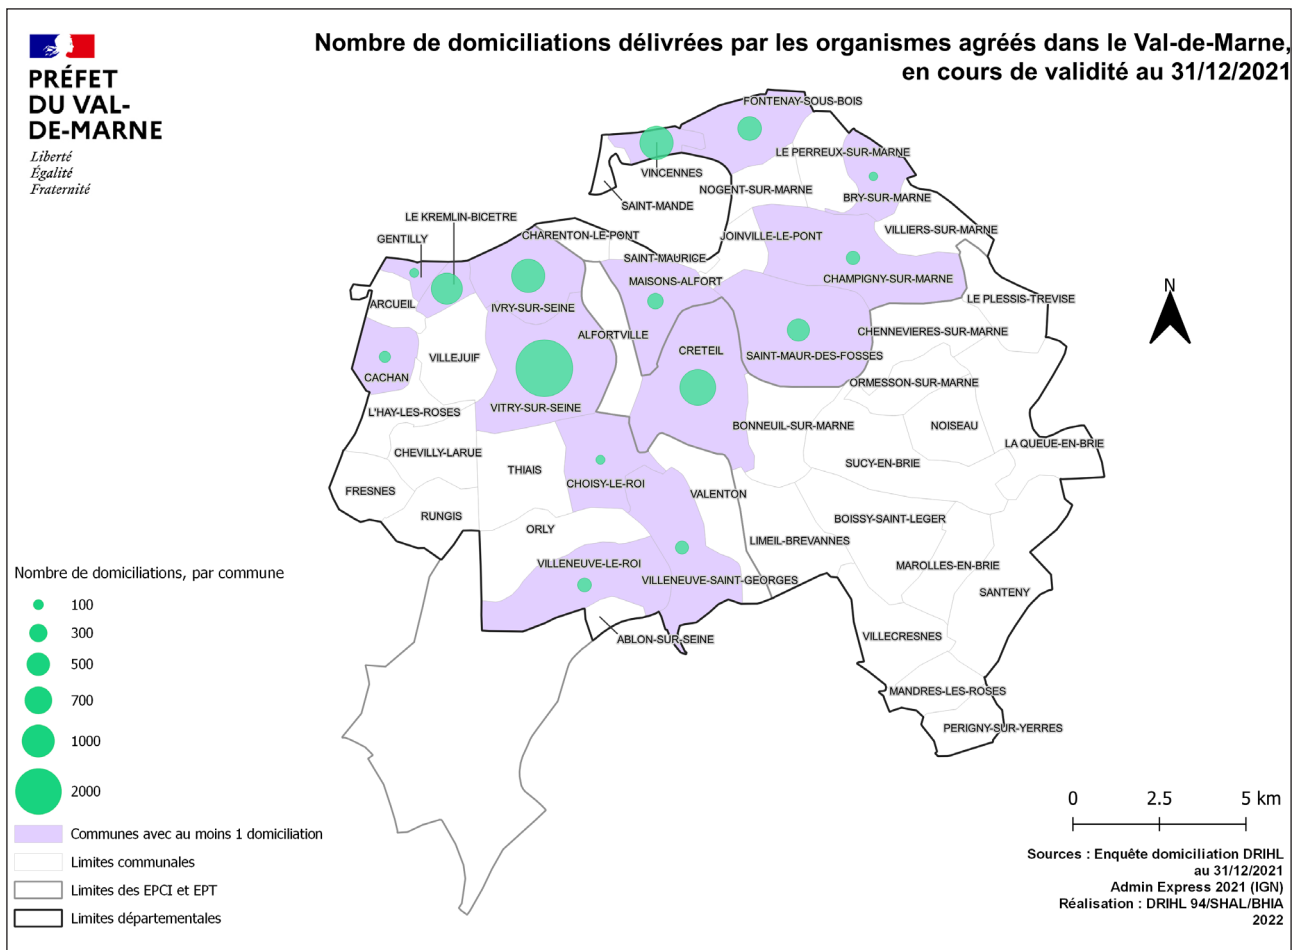 PRÉFET
DU VAL-
DE-MARNE
Liberté
Égalité
Fraternité
Nombre de domiciliations délivrées par les organismes agréés dans le Val-de-Marne,
en cours de validité au 31/12/2021
FONTENAY-SOUS-BOIS
LE PERREUX-SUR-MARNE
VINCENNES
NOGENT-SUR-MARNE
BRY-SUR-MARNE
SAINT-MANDE
LE KREMLIN-BICETRE
GENTILLY
CHARENTON-LE-PONT
JOINVILLE-LE-PONT
VILLIERS-SUR-MARNE
SAINT-MAURICE
MAISONS-ALFORT
CHAMPIGNY-SUR-MARNE
N
ARCUEIL
IVRY-SUR-SEINE
LE PLESSIS-TREVISE
ALFORTVILLE
CHENNEVIERES-SUR-MARNE
VILLEJUIF
CRETEIL
SAINT-MAUR-DES-FOSSES
CACHAN
ORMESSON-SUR-MARNE
L'HAY-LES-ROSES
VITRY-SUR-SEINE
BONNEUIL-SUR-MARNE
NOISEAU
LA QUEUE-EN-BRIE
CHEVILLY-LARUE
THIAIS
SUCY-EN-BRIE
CHOISY-LE-ROI
FRESNES
VALENTON
RUNGIS
ORLY
BOISSY-SAINT-LEGER
LIMEIL-BREVANNES
VILLENEUVE-LE-ROI
MAROLLES-EN-BRIE
VILLENEUVE-SAINT-GEORGES
SANTENY
ABLON-SUR-SEINE
VILLECRESNES
MANDRES-LES-ROSES
PERIGNY-SUR-YERRES
Nombre de domiciliations, par commune
100
300
500
700
1000
2000
Communes avec au moins 1 domiciliation
Limites communales
Limites des EPCI et EPT
Limites départementales
0 2.5 5 km
Sources : Enquête domiciliation DRIHL
au 31/12/2021
Admin Express 2021 (IGN)
Réalisation : DRIHL 94/SHAL/BHIA
2022